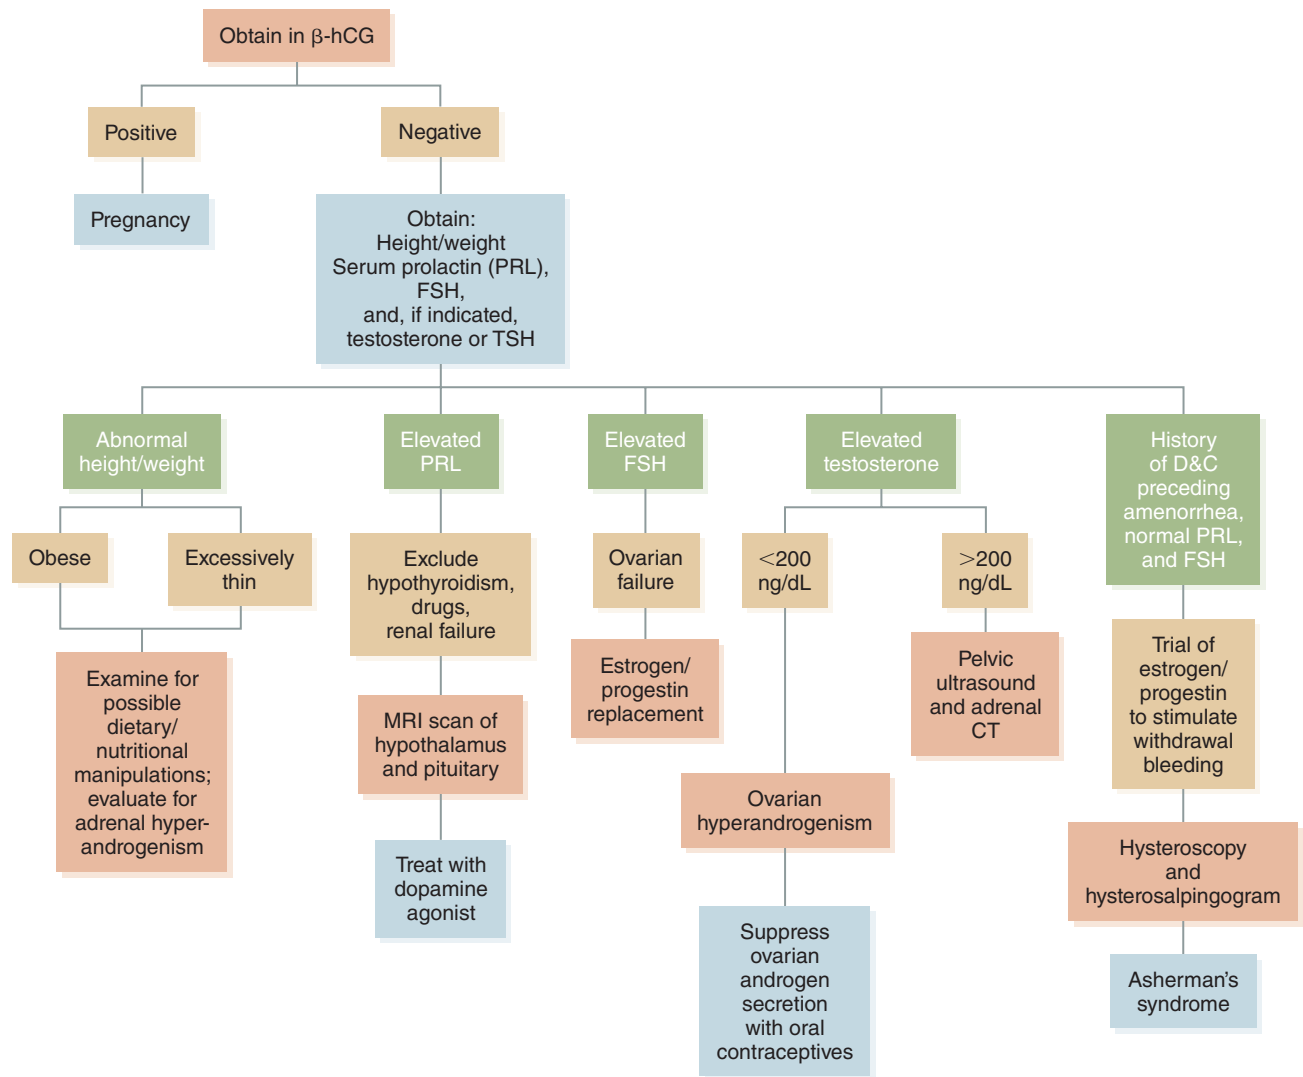 Obtain in β-hCG
Positive
Negative
Pregnancy
Obtain:
Height/weight
Serum prolactin (PRL),
FSH,
and, if indicated,
testosterone or TSH
Abnormal
height/weight
Elevated
PRL
Elevated
FSH
Elevated
testosterone
History
of D&C
preceding
amenorrhea,
normal PRL,
and FSH
Obese
Excessively
thin
Exclude
hypothyroidism,
drugs,
renal failure
Ovarian
failure
<200
ng/dL
>200
ng/dL
Trial of
estrogen/
progestin
to stimulate
withdrawal
bleeding
Examine for
possible
dietary/
nutritional
manipulations;
evaluate for
adrenal hyper-
androgenism
MRI scan of
hypothalamus
and pituitary
Estrogen/
progestin
replacement
Pelvic
ultrasound
and adrenal
CT
Ovarian
hyperandrogenism
Hysteroscopy
and
hysterosalpingogram
Treat with
dopamine
agonist
Suppress
ovarian
androgen
secretion
with oral
contraceptives
Asherman's
syndrome